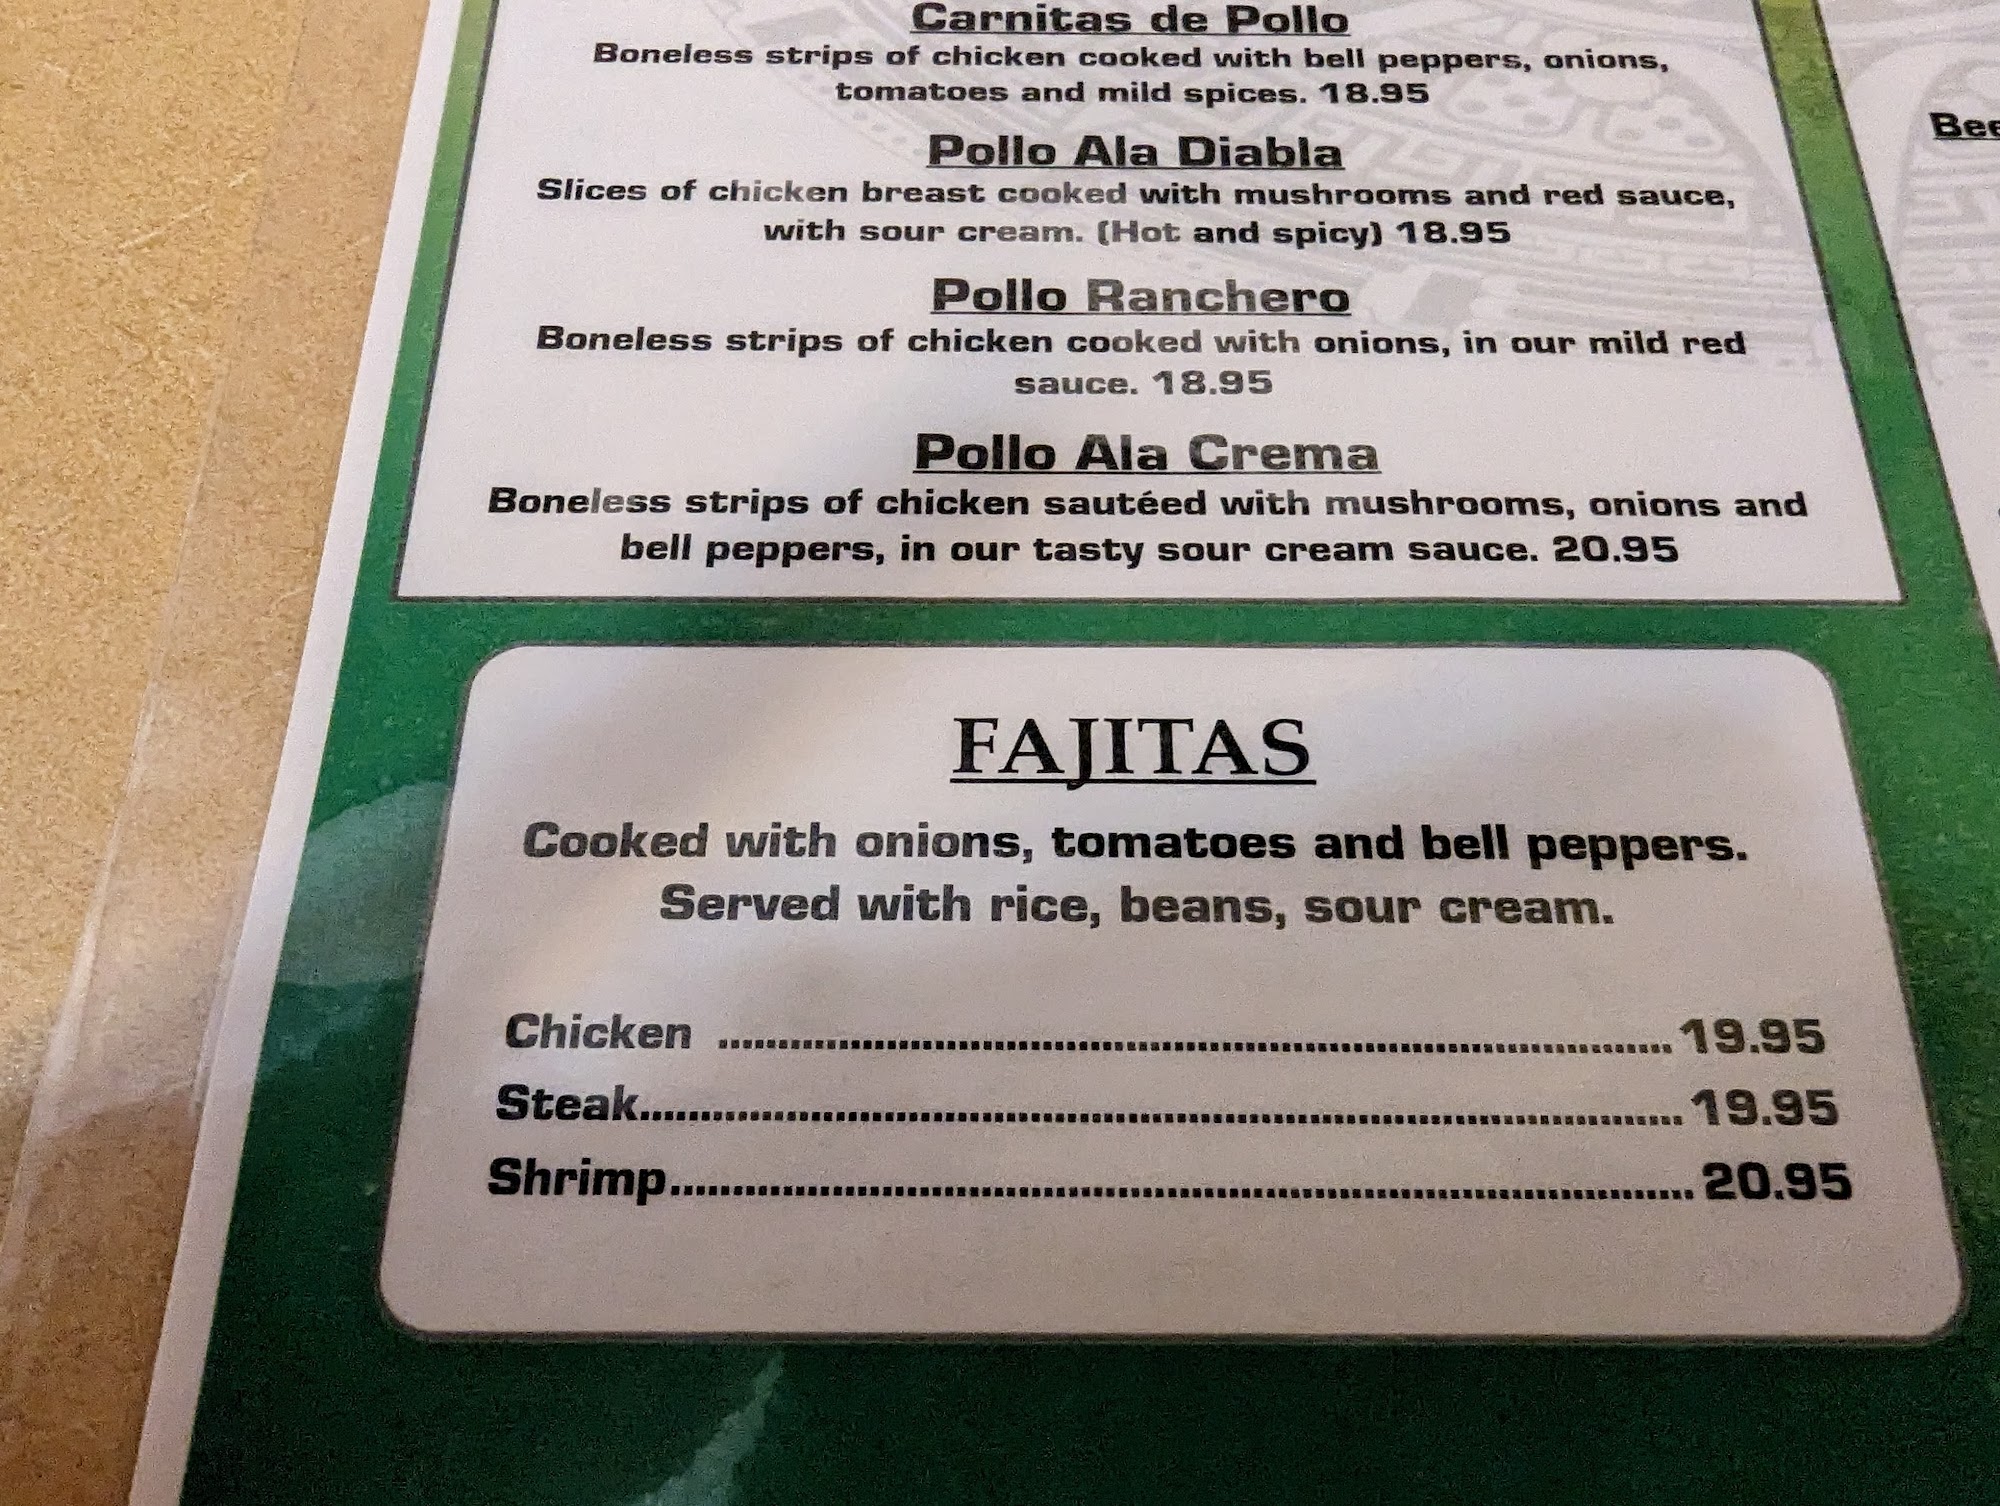 Carnitas de Pollo
Boneless strips of chicken cooked with bell peppers, onions,
tomatoes and mild spices. 18.95
Pollo Ala Diabla
Slices of chicken breast cooked with mushrooms and red sauce,
with sour cream. (Hot and spicy) 18.95
Pollo Ranchero
Boneless strips of chicken cooked with onions, in our mild red
sauce. 18.95
Pollo Ala Crema
Boneless strips of chicken sautéed with mushrooms, onions and
bell peppers, in our tasty sour cream sauce. 20.95
FAJITAS
Cooked with onions, tomatoes and bell peppers.
Served with rice, beans, sour cream.
Chicken ........ 19.95
Steak........ 19.95
Shrimp........ 20.95